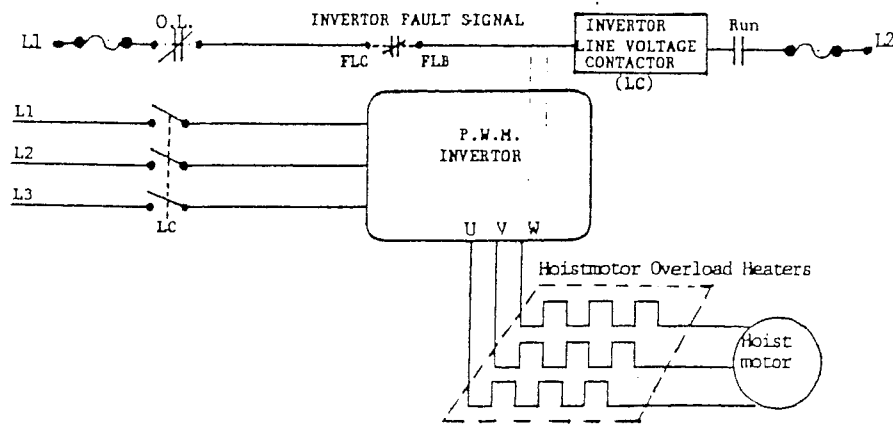 L1
O.L.
INVERTOR FAULT SIGNAL
FLC
FLB
INVERTOR
LINE VOLTAGE
CONTACTOR
(LC)
Run
L2
L1
L2
L3
LC
P.W.M.
INVERTOR
U V W
Hoistmotor Overload Heaters
Hoist
motor